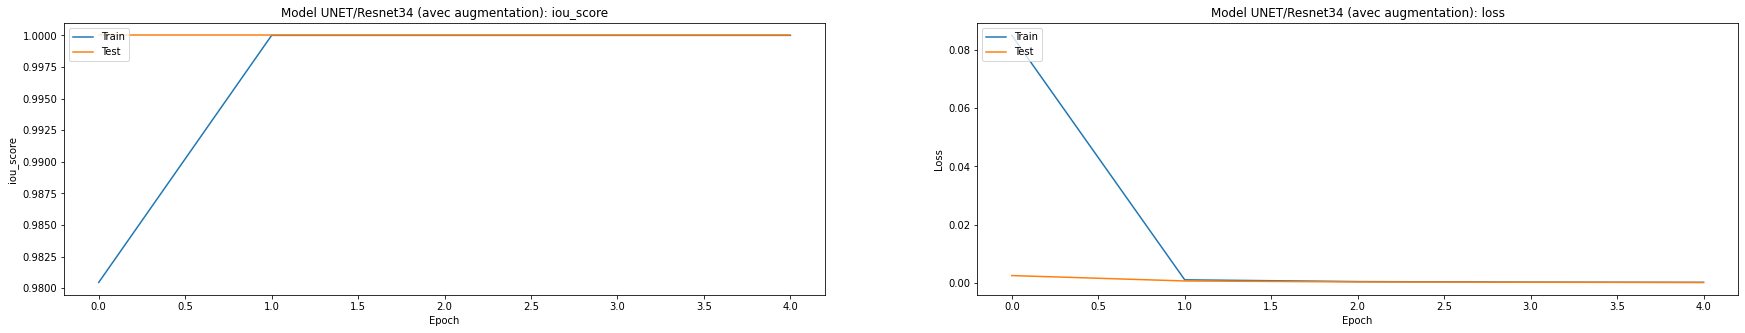 Model UNET/Resnet34 (avec augmentation): iou_score
1.0000
0.9975
0.9950
0.9925
0.9900
0.9875
0.9850
0.9825
0.9800
iou_score
Train
Test
0.0 0.5 1.0 1.5 2.0 2.5 3.0 3.5 4.0
Epoch
Model UNET/Resnet34 (avec augmentation): loss
0.08
0.06
0.04
0.02
0.00
Loss
Train
Test
0.0 0.5 1.0 1.5 2.0 2.5 3.0 3.5 4.0
Epoch